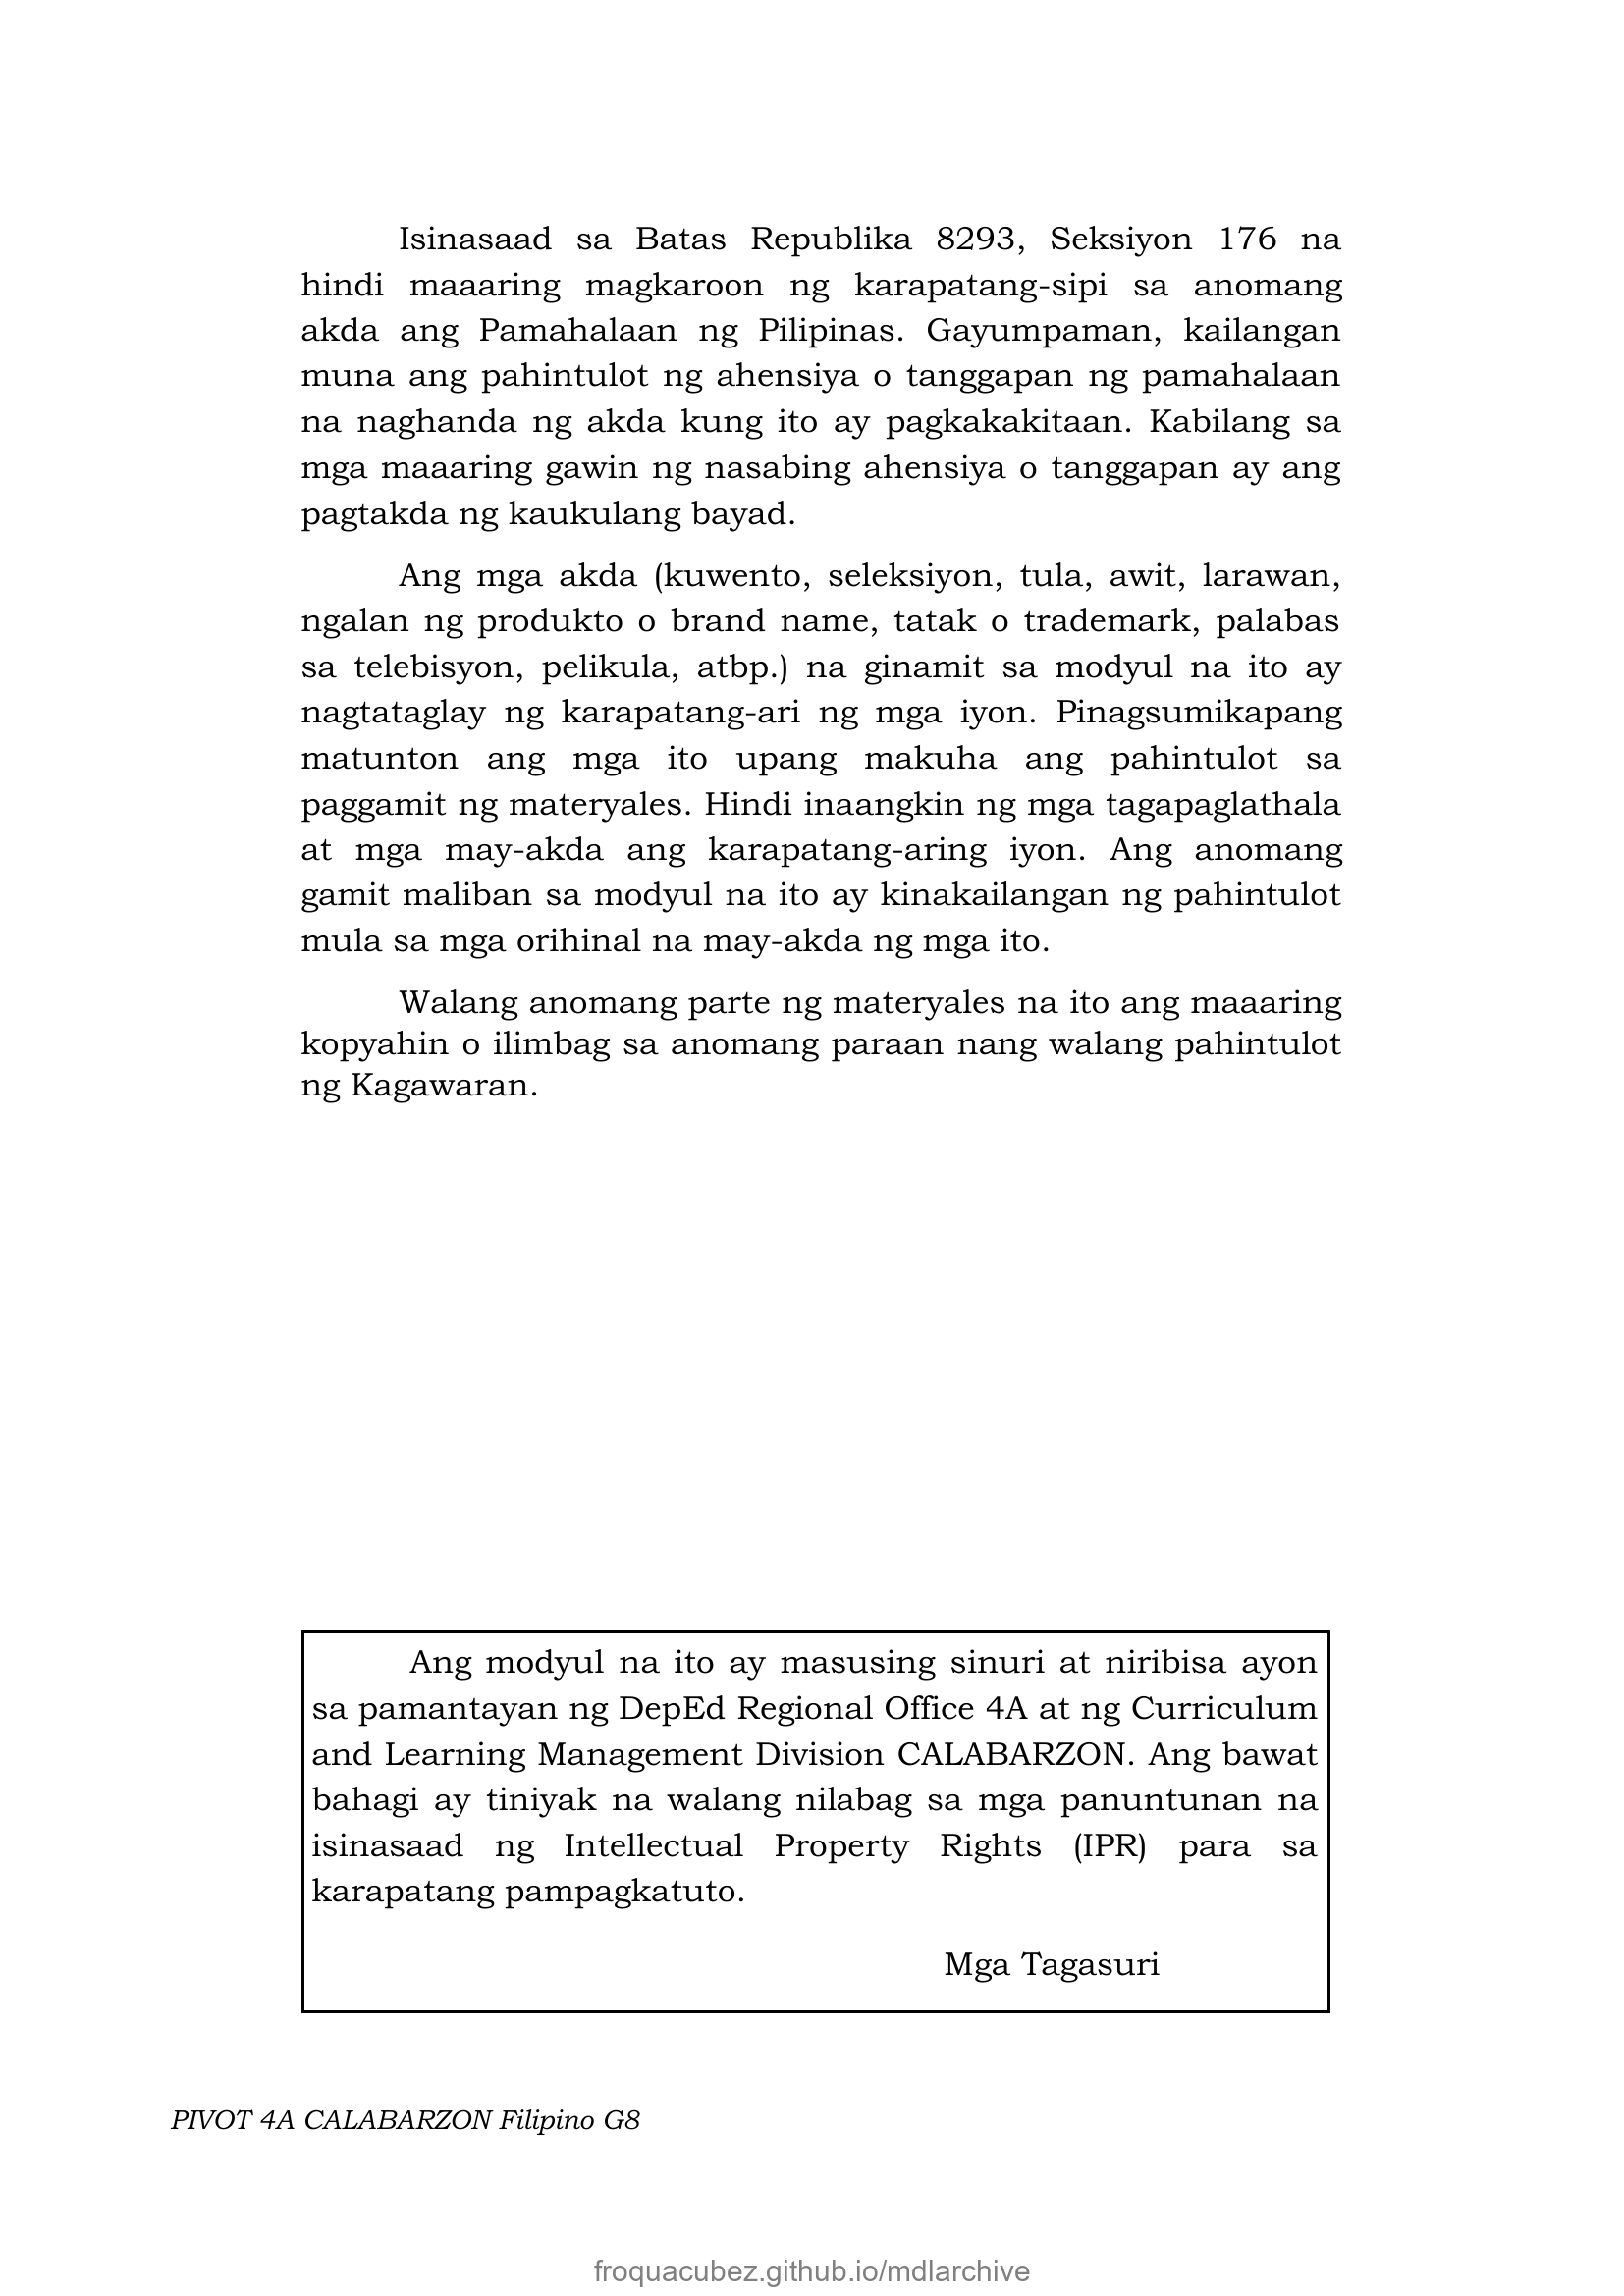 Isinasaad sa Batas Republika 8293, Seksiyon 176 na
hindi maaaring magkaroon ng karapatang-sipi sa anomang
akda ang Pamahalaan ng Pilipinas. Gayumpaman, kailangan
muna ang pahintulot ng ahensiya o tanggapan ng pamahalaan
na naghanda ng akda kung ito ay pagkakakitaan. Kabilang sa
mga maaaring gawin ng nasabing ahensiya o tanggapan ay ang
pagtakda ng kaukulang bayad.
Ang mga akda (kuwento, seleksiyon, tula, awit, larawan,
ngalan ng produkto o brand name, tatak o trademark, palabas
sa telebisyon, pelikula, atbp.) na ginamit sa modyul na ito ay
nagtataglay ng karapatang-ari ng mga iyon. Pinagsumikapang
matunton ang mga ito upang makuha ang pahintulot sa
paggamit ng materyales. Hindi inaangkin ng mga tagapaglathala
at mga may-akda ang karapatang-aring iyon. Ang anomang
gamit maliban sa modyul na ito ay kinakailangan ng pahintulot
mula sa mga orihinal na may-akda ng mga ito.
Walang anomang parte ng materyales na ito ang maaaring
kopyahin o ilimbag sa anomang paraan nang walang pahintulot
ng Kagawaran.
Ang modyul na ito ay masusing sinuri at niribisa ayon
sa pamantayan ng DepEd Regional Office 4A at ng Curriculum
and Learning Management Division CALABARZON. Ang bawat
bahagi ay tiniyak na walang nilabag sa mga panuntunan na
isinasaad ng Intellectual Property Rights (IPR) para sa
karapatang pampagkatuto.
Mga Tagasuri
PIVOT 4A CALABARZON Filipino G8
froquacubez.github.io/mdlarchive